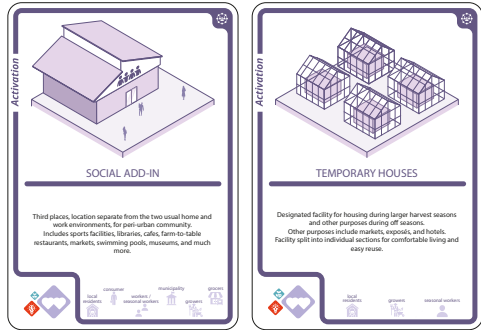 Activation
SOCIAL ADD-IN
Third places, location separate from the two usual home and
work environments, for peri-urban community.
Includes sports facilities, libraries, cafes, farm-to-table
restaurants, markets, swimming pools, museums, and much
more.
local
residents
consumer
workers /
seasonal workers
municipality
growers
grocers
Activation
TEMPORARY HOUSES
Designated facility for housing during larger harvest seasons
and other purposes during off seasons.
Other purposes include markets, exposis, and hotels.
Facility split into individual sections for comfortable living and
easy reuse.
local
residents
growers
seasonal workers